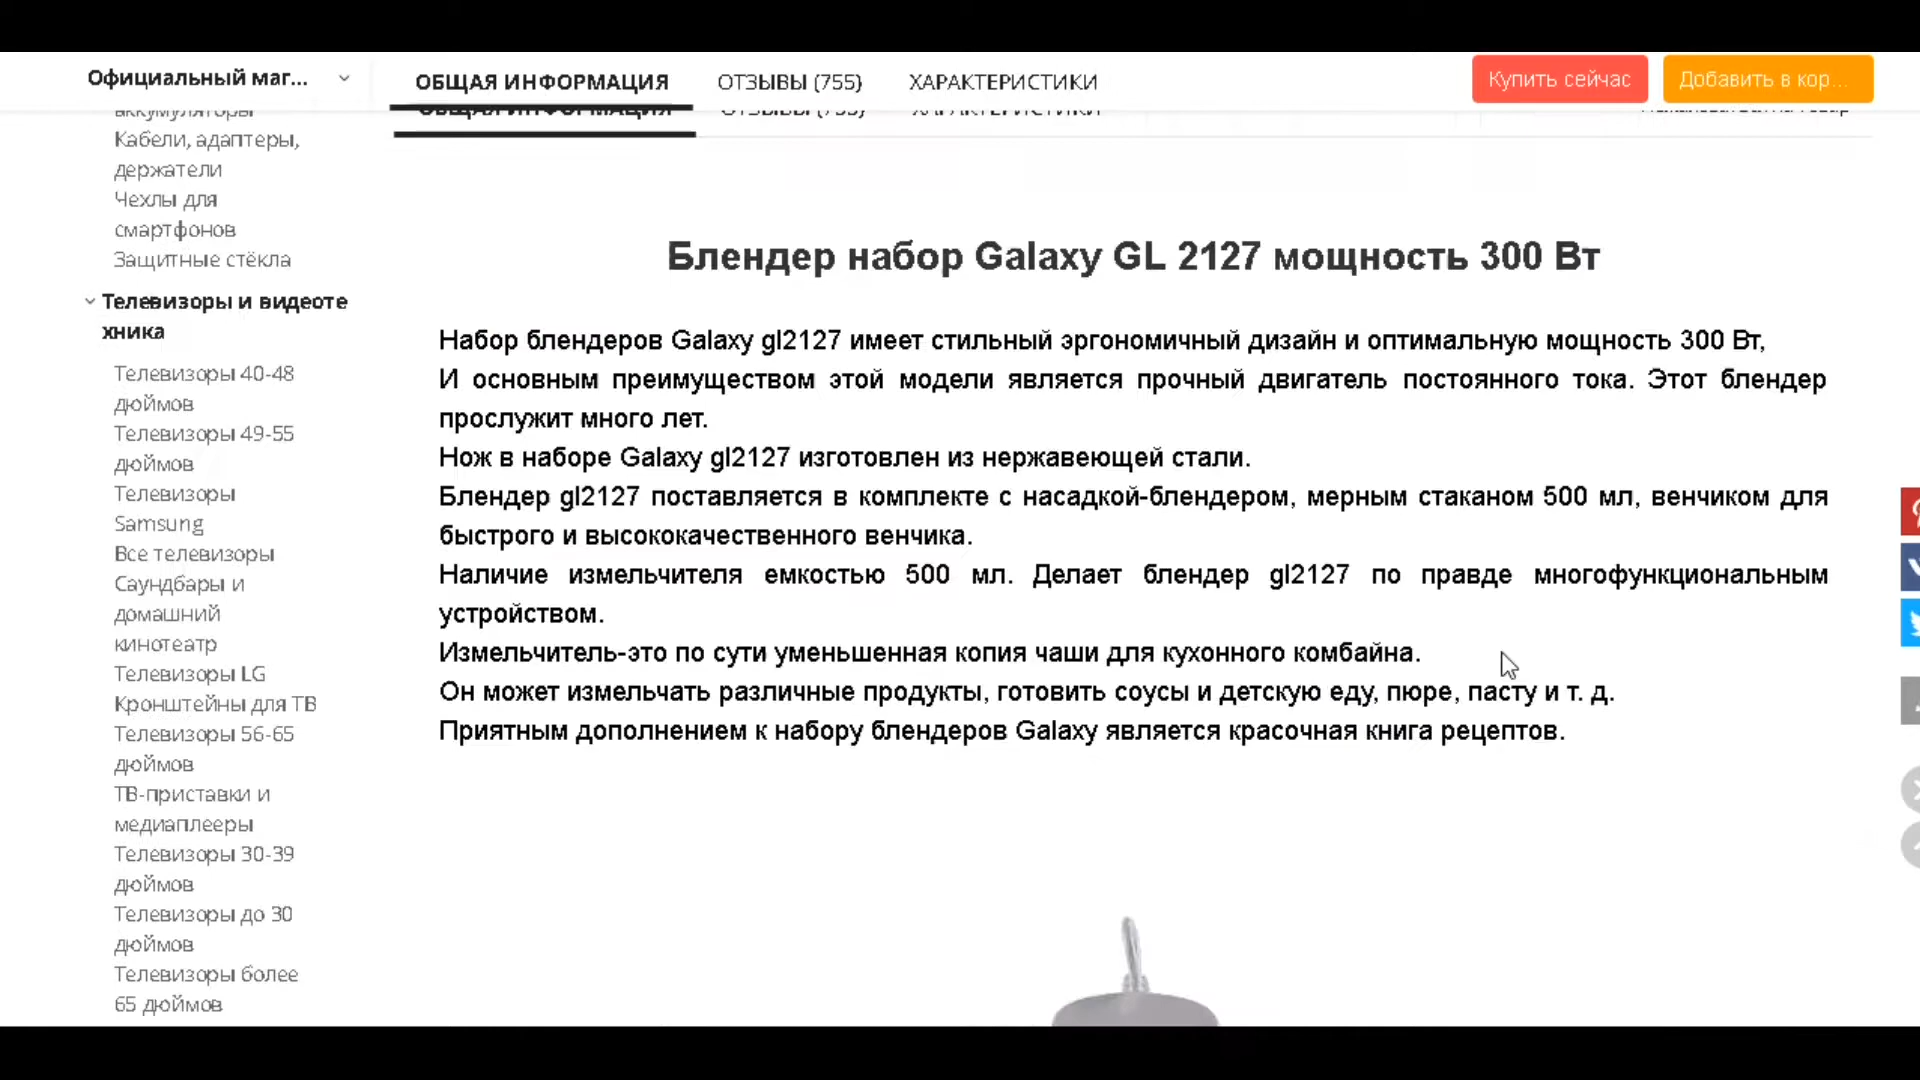 Официальный маг...
ОБЩАЯ ИНФОРМАЦИЯ
ОТЗЫВЫ (755)
ХАРАКТЕРИСТИКИ
Купить сейчас
Добавить в кор...
аккумуляторы
Кабели, адаптеры,
держатели
Чехлы для
смартфонов
Защитные стёкла
Телевизоры и видеоте
хника
Телевизоры 40-48
дюймов
Телевизоры 49-55
дюймов
Телевизоры
Samsung
Все телевизоры
Саундбары и
домашний
кинотеатр
Телевизоры LG
Кронштейны для ТВ
Телевизоры 56-65
дюймов
ТВ-приставки и
медиаплееры
Телевизоры 30-39
дюймов
Телевизоры до 30
дюймов
Телевизоры более
65 дюймов
ОБЩАЯ ИНФОРМАЦИЯ
ОТЗЫВЫ (755)
ХАРАКТЕРИСТИКИ
Блендер набор Galaxy GL 2127 мощность 300 Вт
Набор блендеров Galaxy gl2127 имеет стильный эргономичный дизайн и оптимальную мощность 300 Вт,
И основным преимуществом этой модели является прочный двигатель постоянного тока. Этот блендер
прослужит много лет.
Нож в наборе Galaxy gl2127 изготовлен из нержавеющей стали.
Блендер gl2127 поставляется в комплекте с насадкой-блендером, мерным стаканом 500 мл, венчиком для
быстрого и высококачественного венчика.
Наличие измельчителя емкостью 500 мл. Делает блендер gl2127 по правде многофункциональным
устройством.
Измельчитель-это по сути уменьшенная копия чаши для кухонного комбайна.
Он может измельчать различные продукты, готовить соусы и детскую еду, пюре, пасту и т. д.
Приятным дополнением к набору блендеров Galaxy является красочная книга рецептов.